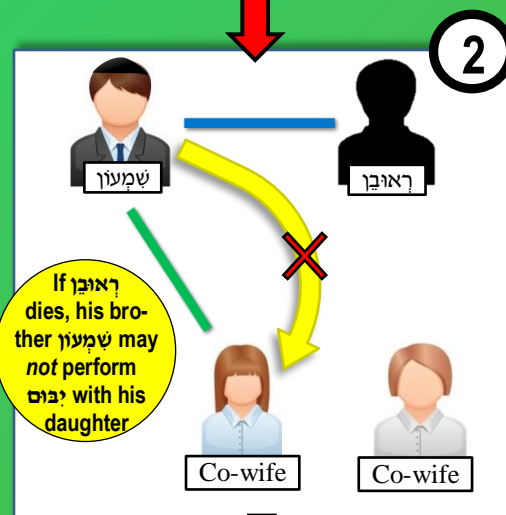 2
שִׁמְעוֹן
רְאוּבֵן
If רְאוּבֵן
dies, his bro-
ther שִׁמְעוֹן may
not perform
יִבּוּם with his
daughter
Co-wife
Co-wife